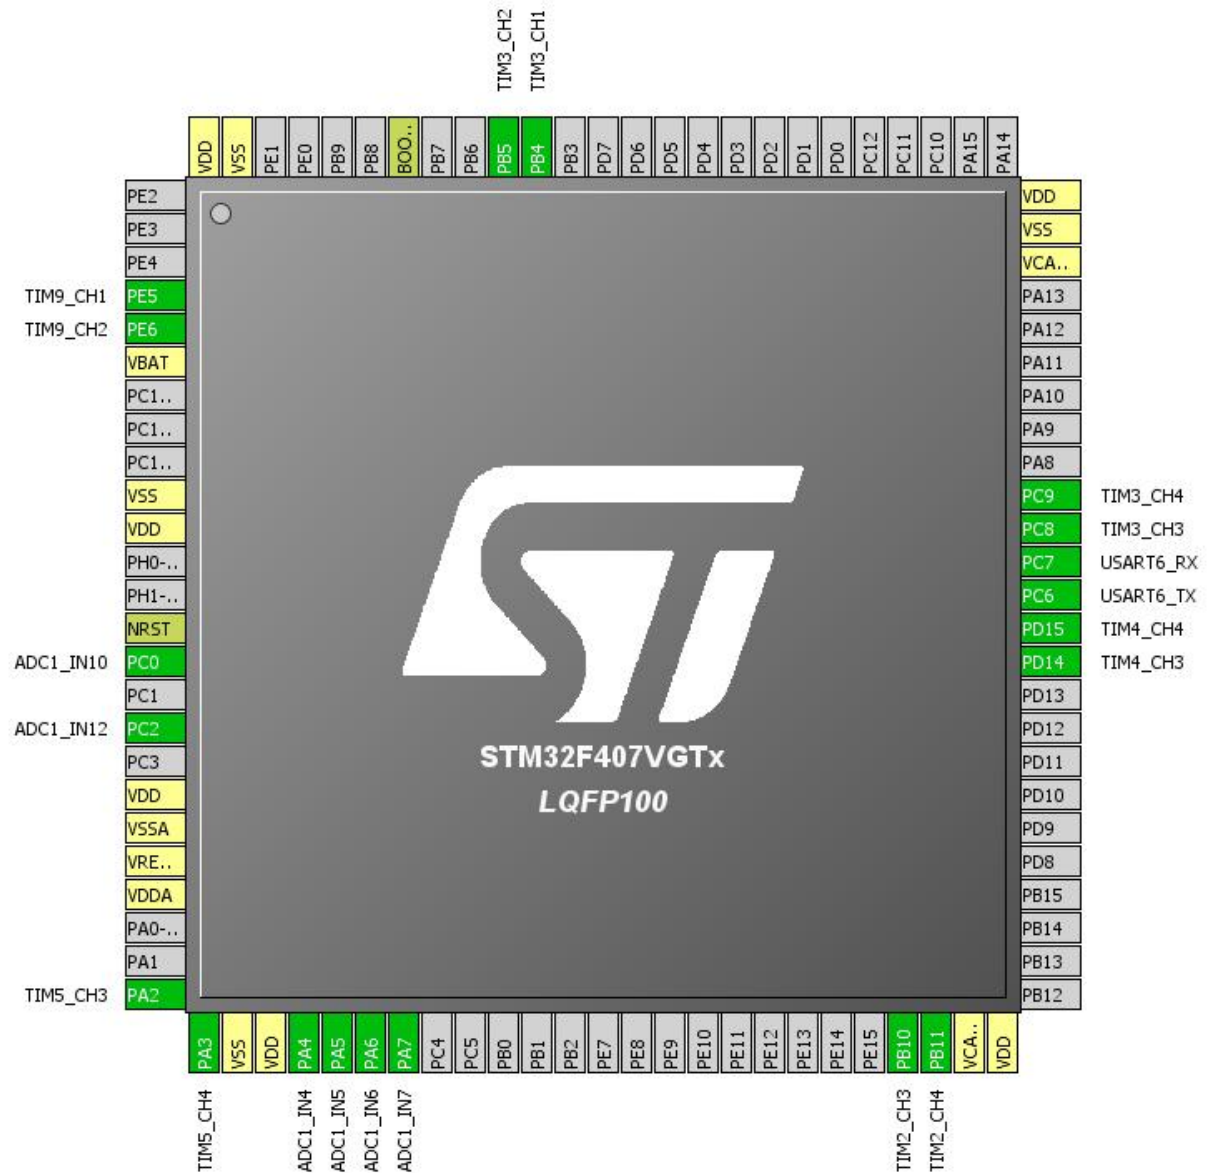 TIM3_CH2
TIM3_CH1
VDD
VSS
PE1
PE0
PB9
PB8
BOO..
PB7
PB6
PB5
PB4
PB3
PD7
PD6
PD5
PD4
PD3
PD2
PD1
PD0
PC12
PC11
PC10
PA15
PA14
PE2
PE3
PE4
TIM9_CH1 PE5
TIM9_CH2 PE6
VBAT
PC1..
PC1..
PC1..
VSS
VDD
PH0-..
PH1-..
NRST
ADC1_IN10 PC0
PC1
ADC1_IN12 PC2
PC3
VDD
VSSA
VRE..
VDDA
PA0-..
PA1
TIM5_CH3 PA2
STM32F407VGTx
LQFP100
VDD
VSS
VCA..
PA13
PA12
PA11
PA10
PA9
PA8
PC9 TIM3_CH4
PC8 TIM3_CH3
PC7 USART6_RX
PC6 USART6_TX
PD15 TIM4_CH4
PD14 TIM4_CH3
PD13
PD12
PD11
PD10
PD9
PD8
PB15
PB14
PB13
PB12
PA3
VSS
VDD
PA4
PA5
PA6
PA7
PC4
PC5
PB0
PB1
PB2
PE7
PE8
PE9
PE10
PE11
PE12
PE13
PE14
PE15
PB10
PB11
VCA..
VDD
TIM5_CH4
ADC1_IN4
ADC1_IN5
ADC1_IN6
ADC1_IN7
TIM2_CH3
TIM2_CH4